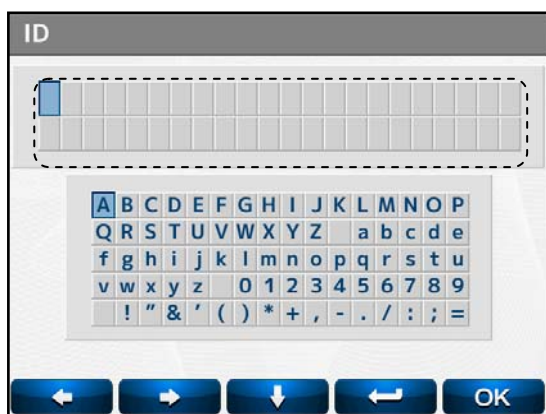 ID
A B C D E F G H I J K L M N O P
Q R S T U V W X Y Z a b c d e
f g h i j k l m n o p q r s t u
v w x y z 0 1 2 3 4 5 6 7 8 9
! " & ' ( ) * + , - . / : ; =
OK